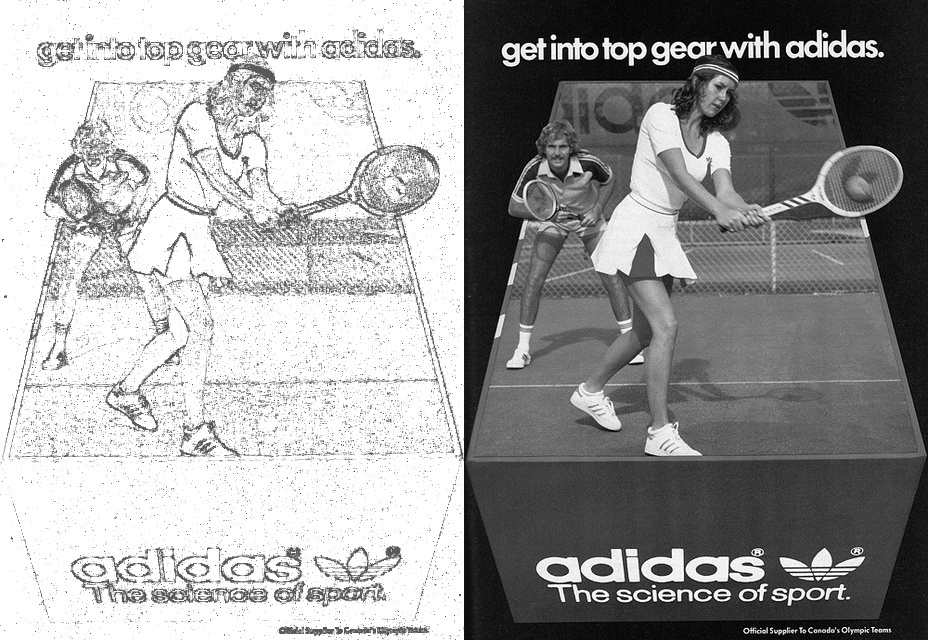 get into top gear with adidas.
adidas®
The science of sport.
Official Supplier To Canada's Olympic Teams
get into top gear with adidas.
adidas
adidas®
®
The science of sport.
Official Supplier To Canada's Olympic Teams